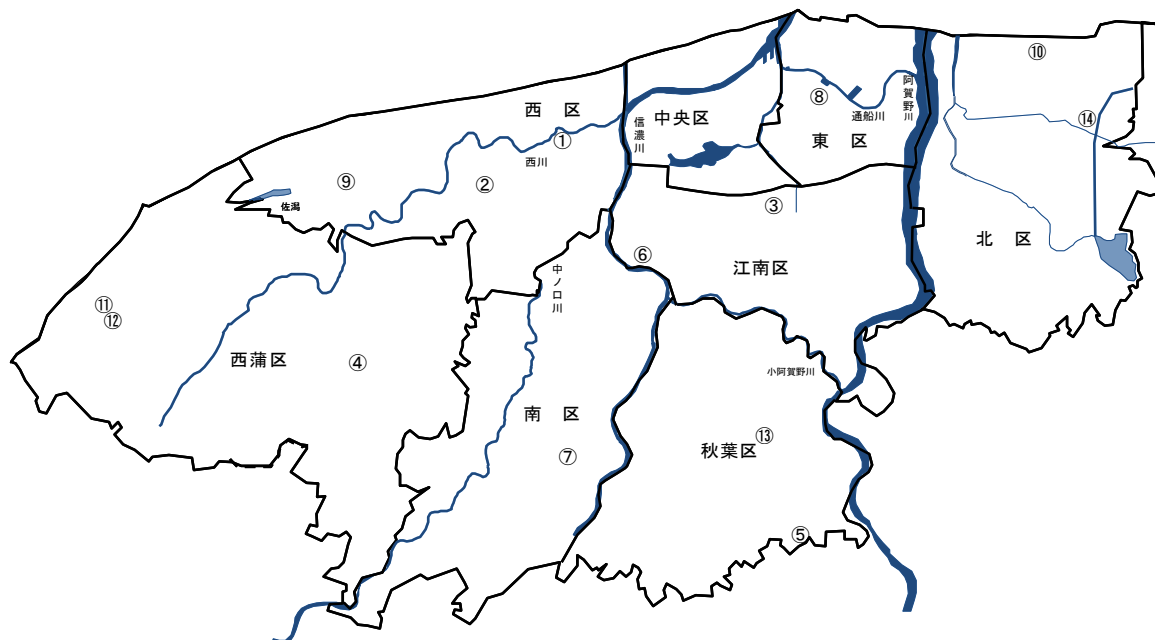 ⑩
阿賀野川
⑧
西 区
中央区
通船川
⑭
信濃川
①
東 区
西川
⑨
②
佐潟
③
北 区
⑥
江南区
中ノ口川
⑪
⑫
西蒲区
④
小阿賀野川
南 区
⑬
秋葉区
⑦
⑤